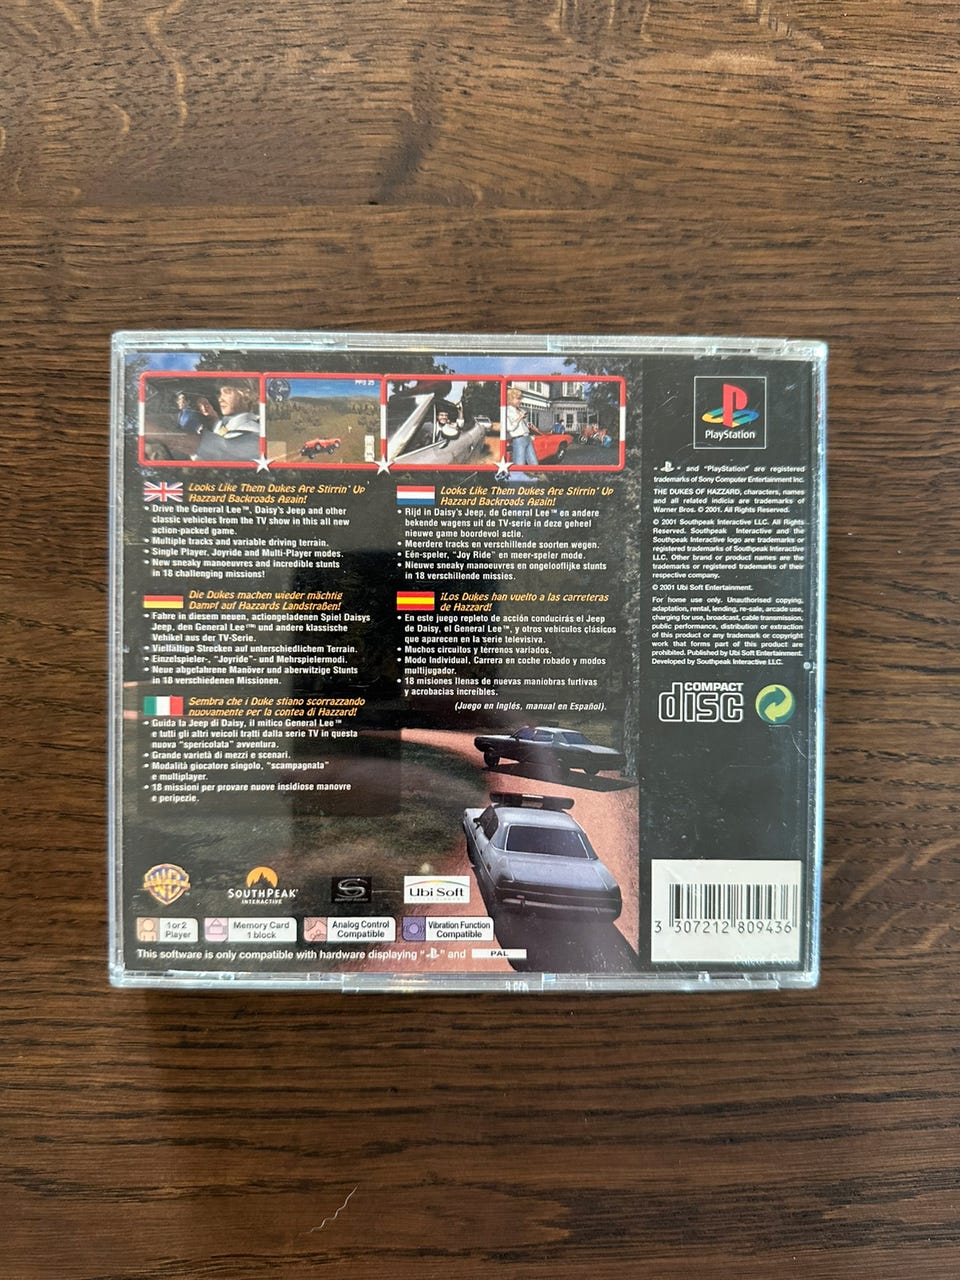 PlayStation
Looks Like Them Dukes Are Stirrin' Up
Hazzard Backroads Again!
• Drive the General Lee™, Daisy's Jeep and other
classic vehicles from the TV show in this all new
action-packed game.
• Multiple tracks and variable driving terrain.
• Single Player, Joyride and Multi-Player modes.
• New sneaky manoeuvres and incredible stunts
in 18 challenging missions!
Die Dukes machen wieder mächtig
Dampf auf Hazzards Landstraßen!
• Fahre in diesem neuen, actiongeladenen Spiel Daisys
Jeep, den General Lee™ und andere klassische
Vehikel aus der TV-Serie.
• Vielfältige Strecken auf unterschiedlichem Terrain.
• Einzelspieler-, "Joyride"- und Mehrspielermodi.
• Neue abgefahrene Manöver und aberwitzige Stunts
in 18 verschiedenen Missionen.
Sembra che i Duke stiano scorrazzando
nuovamente per la contea di Hazzard!
• Guida la Jeep di Daisy, il mitico General Lee™
e tutti gli altri veicoli tratti dalla serie TV in questa
nuova "spericolata" avventura.
• Grande varietà di mezzi e scenari.
• Modalità giocatore singolo, "scampagnata"
e multiplayer.
• 18 missioni per provare nuove insidiose manovre
e peripezie.
Looks Like Them Dukes Are Stirrin' Up
Hazzard Backroads Again!
• Rijd in Daisy's Jeep, de General Lee™ en andere
bekende wagens uit de TV-serie in deze geheel
nieuwe game boordevol actie.
• Meerdere tracks en verschillende soorten wegen.
• Eén-speler, "Joy Ride" en meer-speler mode.
• Nieuwe sneaky manoeuvres en ongelooflijke stunts
in 18 verschillende missies.
¡Los Dukes han vuelto a las carreteras
de Hazzard!
• En este juego repleto de acción conducirás el Jeep
de Daisy, el General Lee™, y otros vehículos clásicos
que aparecen en la serie televisiva.
• Muchos circuitos y terrenos variados.
• Modo Individual. Carrera en coche robado y modos
multijugador.
• 18 misiones llenas de nuevas maniobras furtivas
y acrobacias increíbles.
(Juego en Inglés, manual en Español).
" " and "PlayStation" are registered
trademarks of Sony Computer Entertainment Inc.
THE DUKES OF HAZZARD, characters, names
and all related indicia are trademarks of
Warner Bros. © 2001. All Rights Reserved.
© 2001 Southpeak Interactive LLC. All Rights
Reserved. Southpeak Interactive and the
Southpeak Interactive logo are trademarks or
registered trademarks of Southpeak Interactive
LLC. Other brand or product names are the
trademarks or registered trademarks of their
respective company.
© 2001 Ubi Soft Entertainment.
For home use only. Unauthorised copying,
adaptation, rental, lending, re-sale, arcade use,
charging for use, broadcast, cable transmission,
public performance, distribution or extraction
of this product or any trademark or copyright
work that forms part of this product are
prohibited. Published by Ubi Soft Entertainment.
Developed by Southpeak Interactive LLC.
COMPACT
disc
WB
SOUTHPEAK
INTERACTIVE
Ubi Soft
1 or 2
Player
Memory Card
1 block
Analog Control
Compatible
Vibration Function
Compatible
This software is only compatible with hardware displaying " " and PAL
3 307212 809436